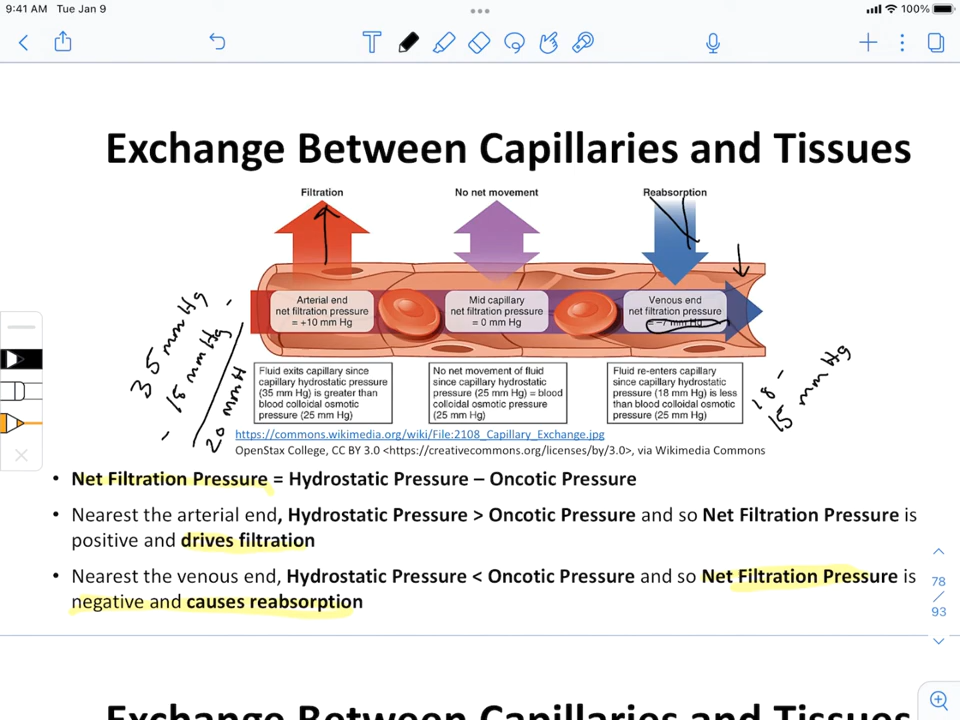 9:41 AM Tue Jan 9
100%
Exchange Between Capillaries and Tissues
Filtration
No net movement
Reabsorption
Arterial end
net filtration pressure
= +10 mm Hg
Mid capillary
net filtration pressure
= 0 mm Hg
Venous end
net filtration pressure
= −7 mm Hg
35 mm Hg
- 15 mm Hg
20 mm H
18 -
15 mm Hg
Fluid exits capillary since
capillary hydrostatic pressure
(35 mm Hg) is greater than
blood colloidal osmotic
pressure (25 mm Hg)
No net movement of fluid
since capillary hydrostatic
pressure (25 mm Hg) = blood
colloidal osmotic pressure
(25 mm Hg)
Fluid re-enters capillary
since capillary hydrostatic
pressure (18 mm Hg) is less
than blood colloidal osmotic
pressure (25 mm Hg)
https://commons.wikimedia.org/wiki/File:2108_Capillary_Exchange.jpg
OpenStax College, CC BY 3.0 <https://creativecommons.org/licenses/by/3.0>, via Wikimedia Commons
• Net Filtration Pressure = Hydrostatic Pressure – Oncotic Pressure
• Nearest the arterial end, Hydrostatic Pressure > Oncotic Pressure and so Net Filtration Pressure is
positive and drives filtration
• Nearest the venous end, Hydrostatic Pressure < Oncotic Pressure and so Net Filtration Pressure is
negative and causes reabsorption
78
/
93
Exchange Between Capillaries and Tissues